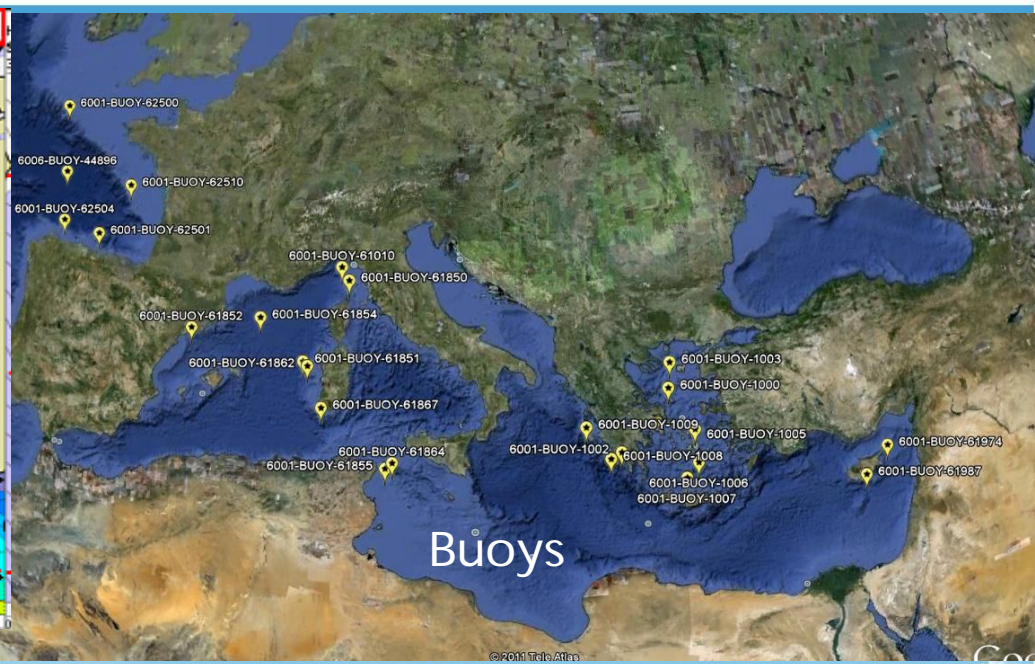 6001-BUOY-62500
6006-BUOY-44896
6001-BUOY-62510
6001-BUOY-62504
6001-BUOY-62501
6001-BUOY-61010
6001-BUOY-61850
6001-BUOY-61852
6001-BUOY-61854
6001-BUOY-61862
6001-BUOY-61851
6001-BUOY-61867
6001-BUOY-1003
6001-BUOY-1000
6001-BUOY-1009
6001-BUOY-1005
6001-BUOY-1002
6001-BUOY-1008
6001-BUOY-61864
6001-BUOY-61855
6001-BUOY-61974
6001-BUOY-61987
6001-BUOY-1006
6001-BUOY-1007
Buoys
© 2011 Tele Atlas